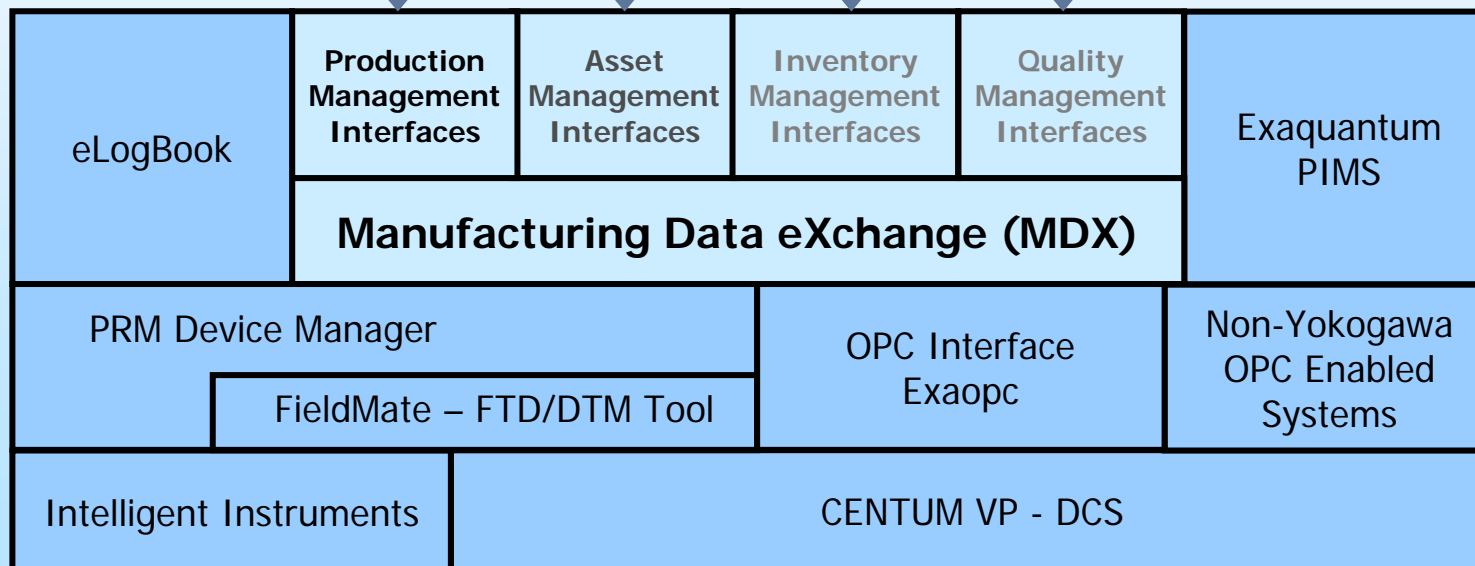 eLogBook
Production
Management
Interfaces
Asset
Management
Interfaces
Inventory
Management
Interfaces
Quality
Management
Interfaces
Exaquantum
PIMS
Manufacturing Data eXchange (MDX)
PRM Device Manager
FieldMate – FTD/DTM Tool
OPC Interface
Exaopc
Non-Yokogawa
OPC Enabled
Systems
Intelligent Instruments
CENTUM VP - DCS